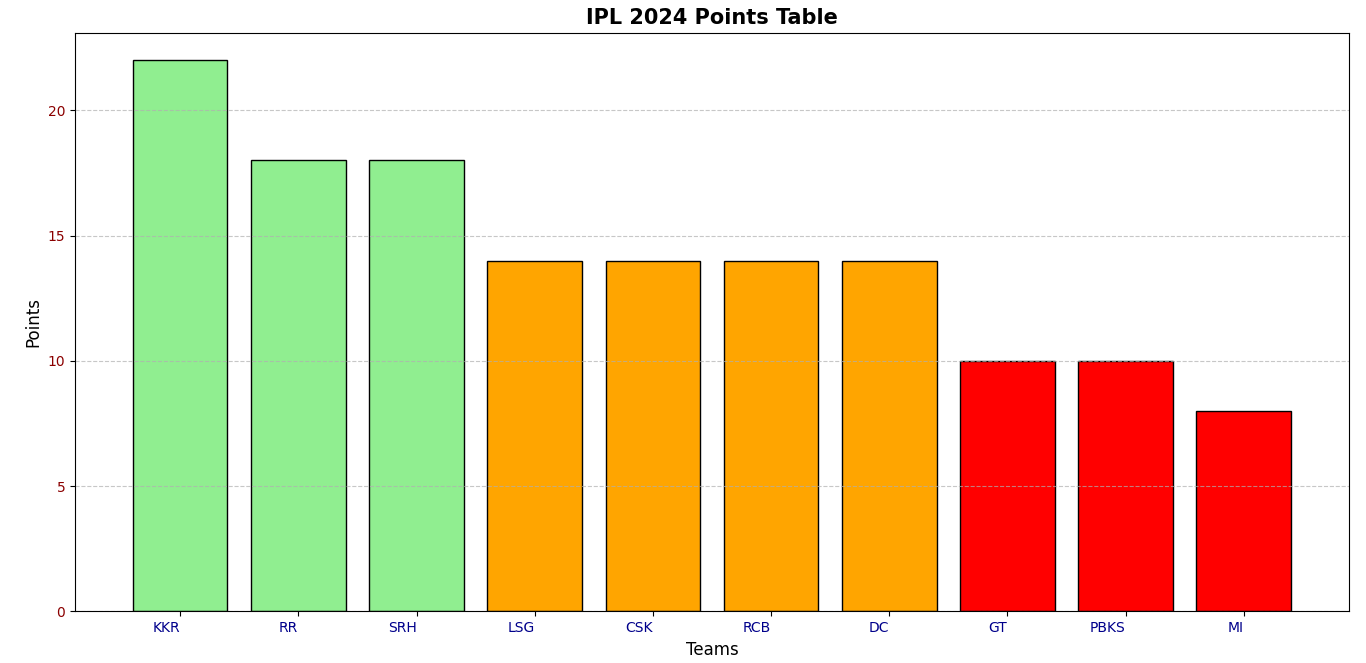 IPL 2024 Points Table
Points
20
15
10
5
0
KKR RR SRH LSG CSK RCB DC GT PBKS MI
Teams